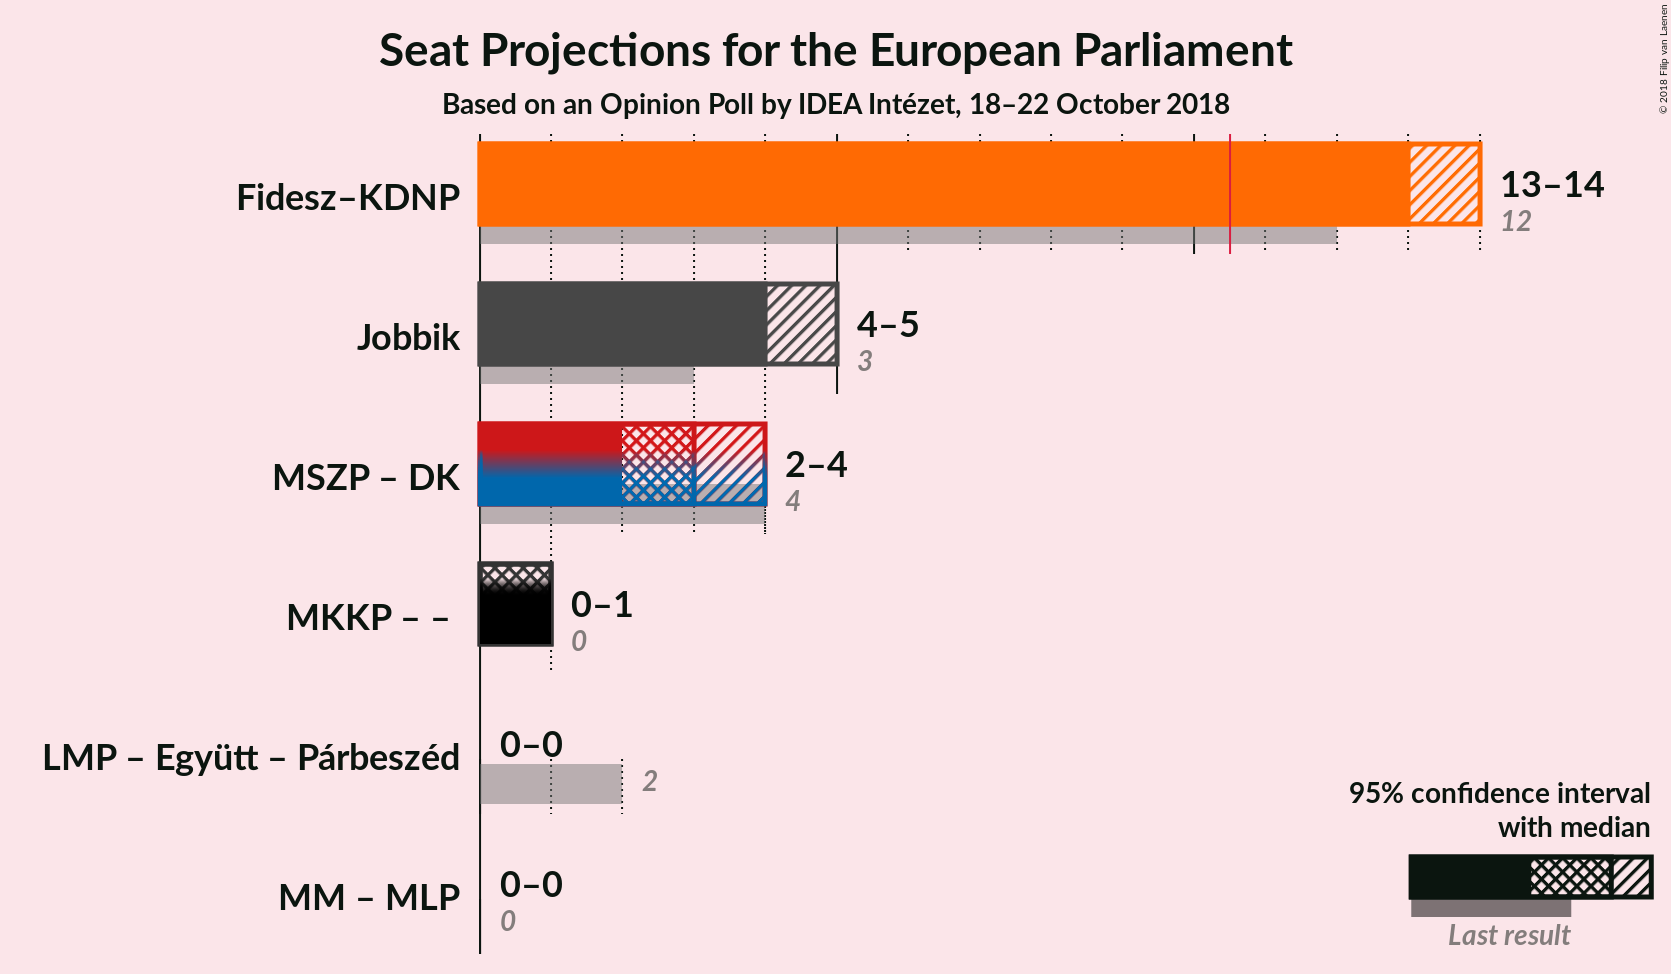 Seat Projections for the European Parliament
Based on an Opinion Poll by IDEA Intézet, 18–22 October 2018
© 2018 Filip van Laenen
Fidesz–KDNP
13–14
12
Jobbik
4–5
3
MSZP – DK
2–4
4
MKKP – –
0–1
0
LMP – Együtt – Párbeszéd
0–0
2
MM – MLP
0–0
0
95% confidence interval
with median
Last result